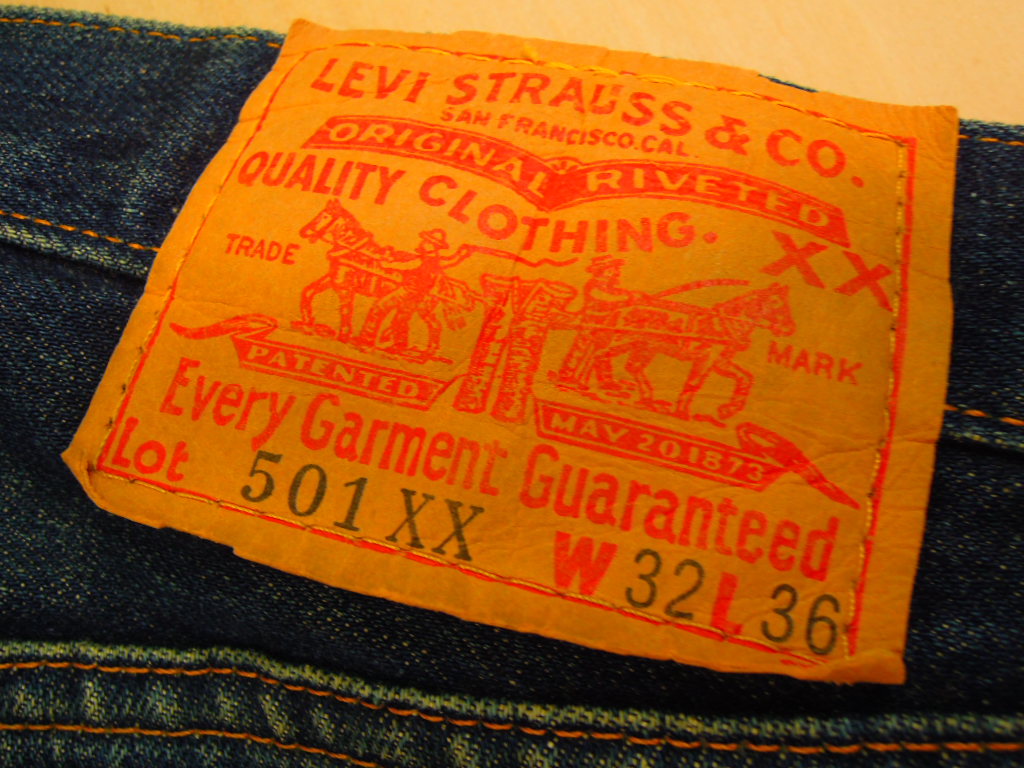 LEVI STRAUSS & CO.
SAN FRANCISCO.CAL.
ORIGINAL RIVETED
QUALITY CLOTHING.
XX
TRADE MARK
PATENTED MAY 20 1873
Every Garment Guaranteed
Lot 501 XX W 32 L 36